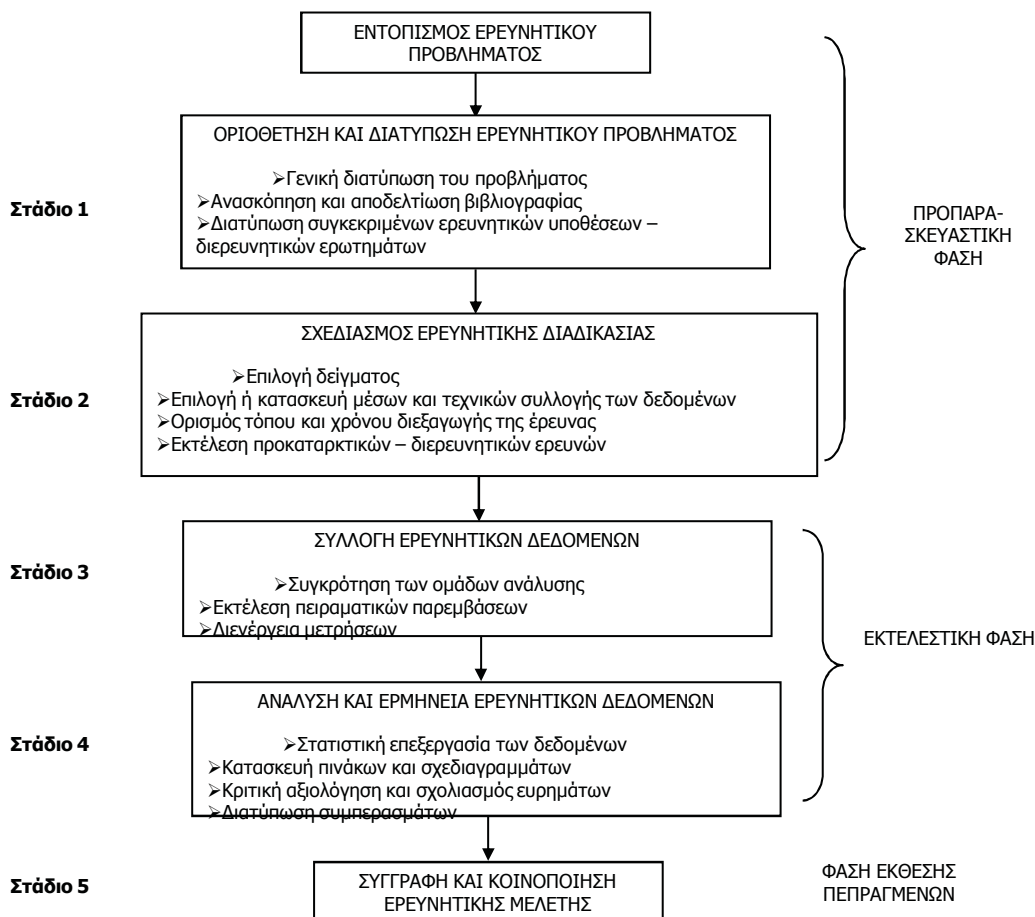 ΕΝΤΟΠΙΣΜΟΣ ΕΡΕΥΝΗΤΙΚΟΥ
ΠΡΟΒΛΗΜΑΤΟΣ
ΟΡΙΟΘΕΤΗΣΗ ΚΑΙ ΔΙΑΤΥΠΩΣΗ ΕΡΕΥΝΗΤΙΚΟΥ ΠΡΟΒΛΗΜΑΤΟΣ
Στάδιο 1
➢Γενική διατύπωση του προβλήματος
➢Ανασκόπηση και αποδελτίωση βιβλιογραφίας
➢Διατύπωση συγκεκριμένων ερευνητικών υποθέσεων –
διερευνητικών ερωτημάτων
ΠΡΟΠΑΡΑ-
ΣΚΕΥΑΣΤΙΚΗ
ΦΑΣΗ
ΣΧΕΔΙΑΣΜΟΣ ΕΡΕΥΝΗΤΙΚΗΣ ΔΙΑΔΙΚΑΣΙΑΣ
Στάδιο 2
➢Επιλογή δείγματος
➢Επιλογή ή κατασκευή μέσων και τεχνικών συλλογής των δεδομένων
➢Ορισμός τόπου και χρόνου διεξαγωγής της έρευνας
➢Εκτέλεση προκαταρκτικών – διερευνητικών ερευνών
ΣΥΛΛΟΓΗ ΕΡΕΥΝΗΤΙΚΩΝ ΔΕΔΟΜΕΝΩΝ
Στάδιο 3
➢Συγκρότηση των ομάδων ανάλυσης
➢Εκτέλεση πειραματικών παρεμβάσεων
➢Διενέργεια μετρήσεων
ΕΚΤΕΛΕΣΤΙΚΗ ΦΑΣΗ
ΑΝΑΛΥΣΗ ΚΑΙ ΕΡΜΗΝΕΙΑ ΕΡΕΥΝΗΤΙΚΩΝ ΔΕΔΟΜΕΝΩΝ
Στάδιο 4
➢Στατιστική επεξεργασία των δεδομένων
➢Κατασκευή πινάκων και σχεδιαγραμμάτων
➢Κριτική αξιολόγηση και σχολιασμός ευρημάτων
➢Διατύπωση συμπερασμάτων
Στάδιο 5
ΣΥΓΓΡΑΦΗ ΚΑΙ ΚΟΙΝΟΠΟΙΗΣΗ
ΕΡΕΥΝΗΤΙΚΗΣ ΜΕΛΕΤΗΣ
ΦΑΣΗ ΕΚΘΕΣΗΣ
ΠΕΠΡΑΓΜΕΝΩΝ